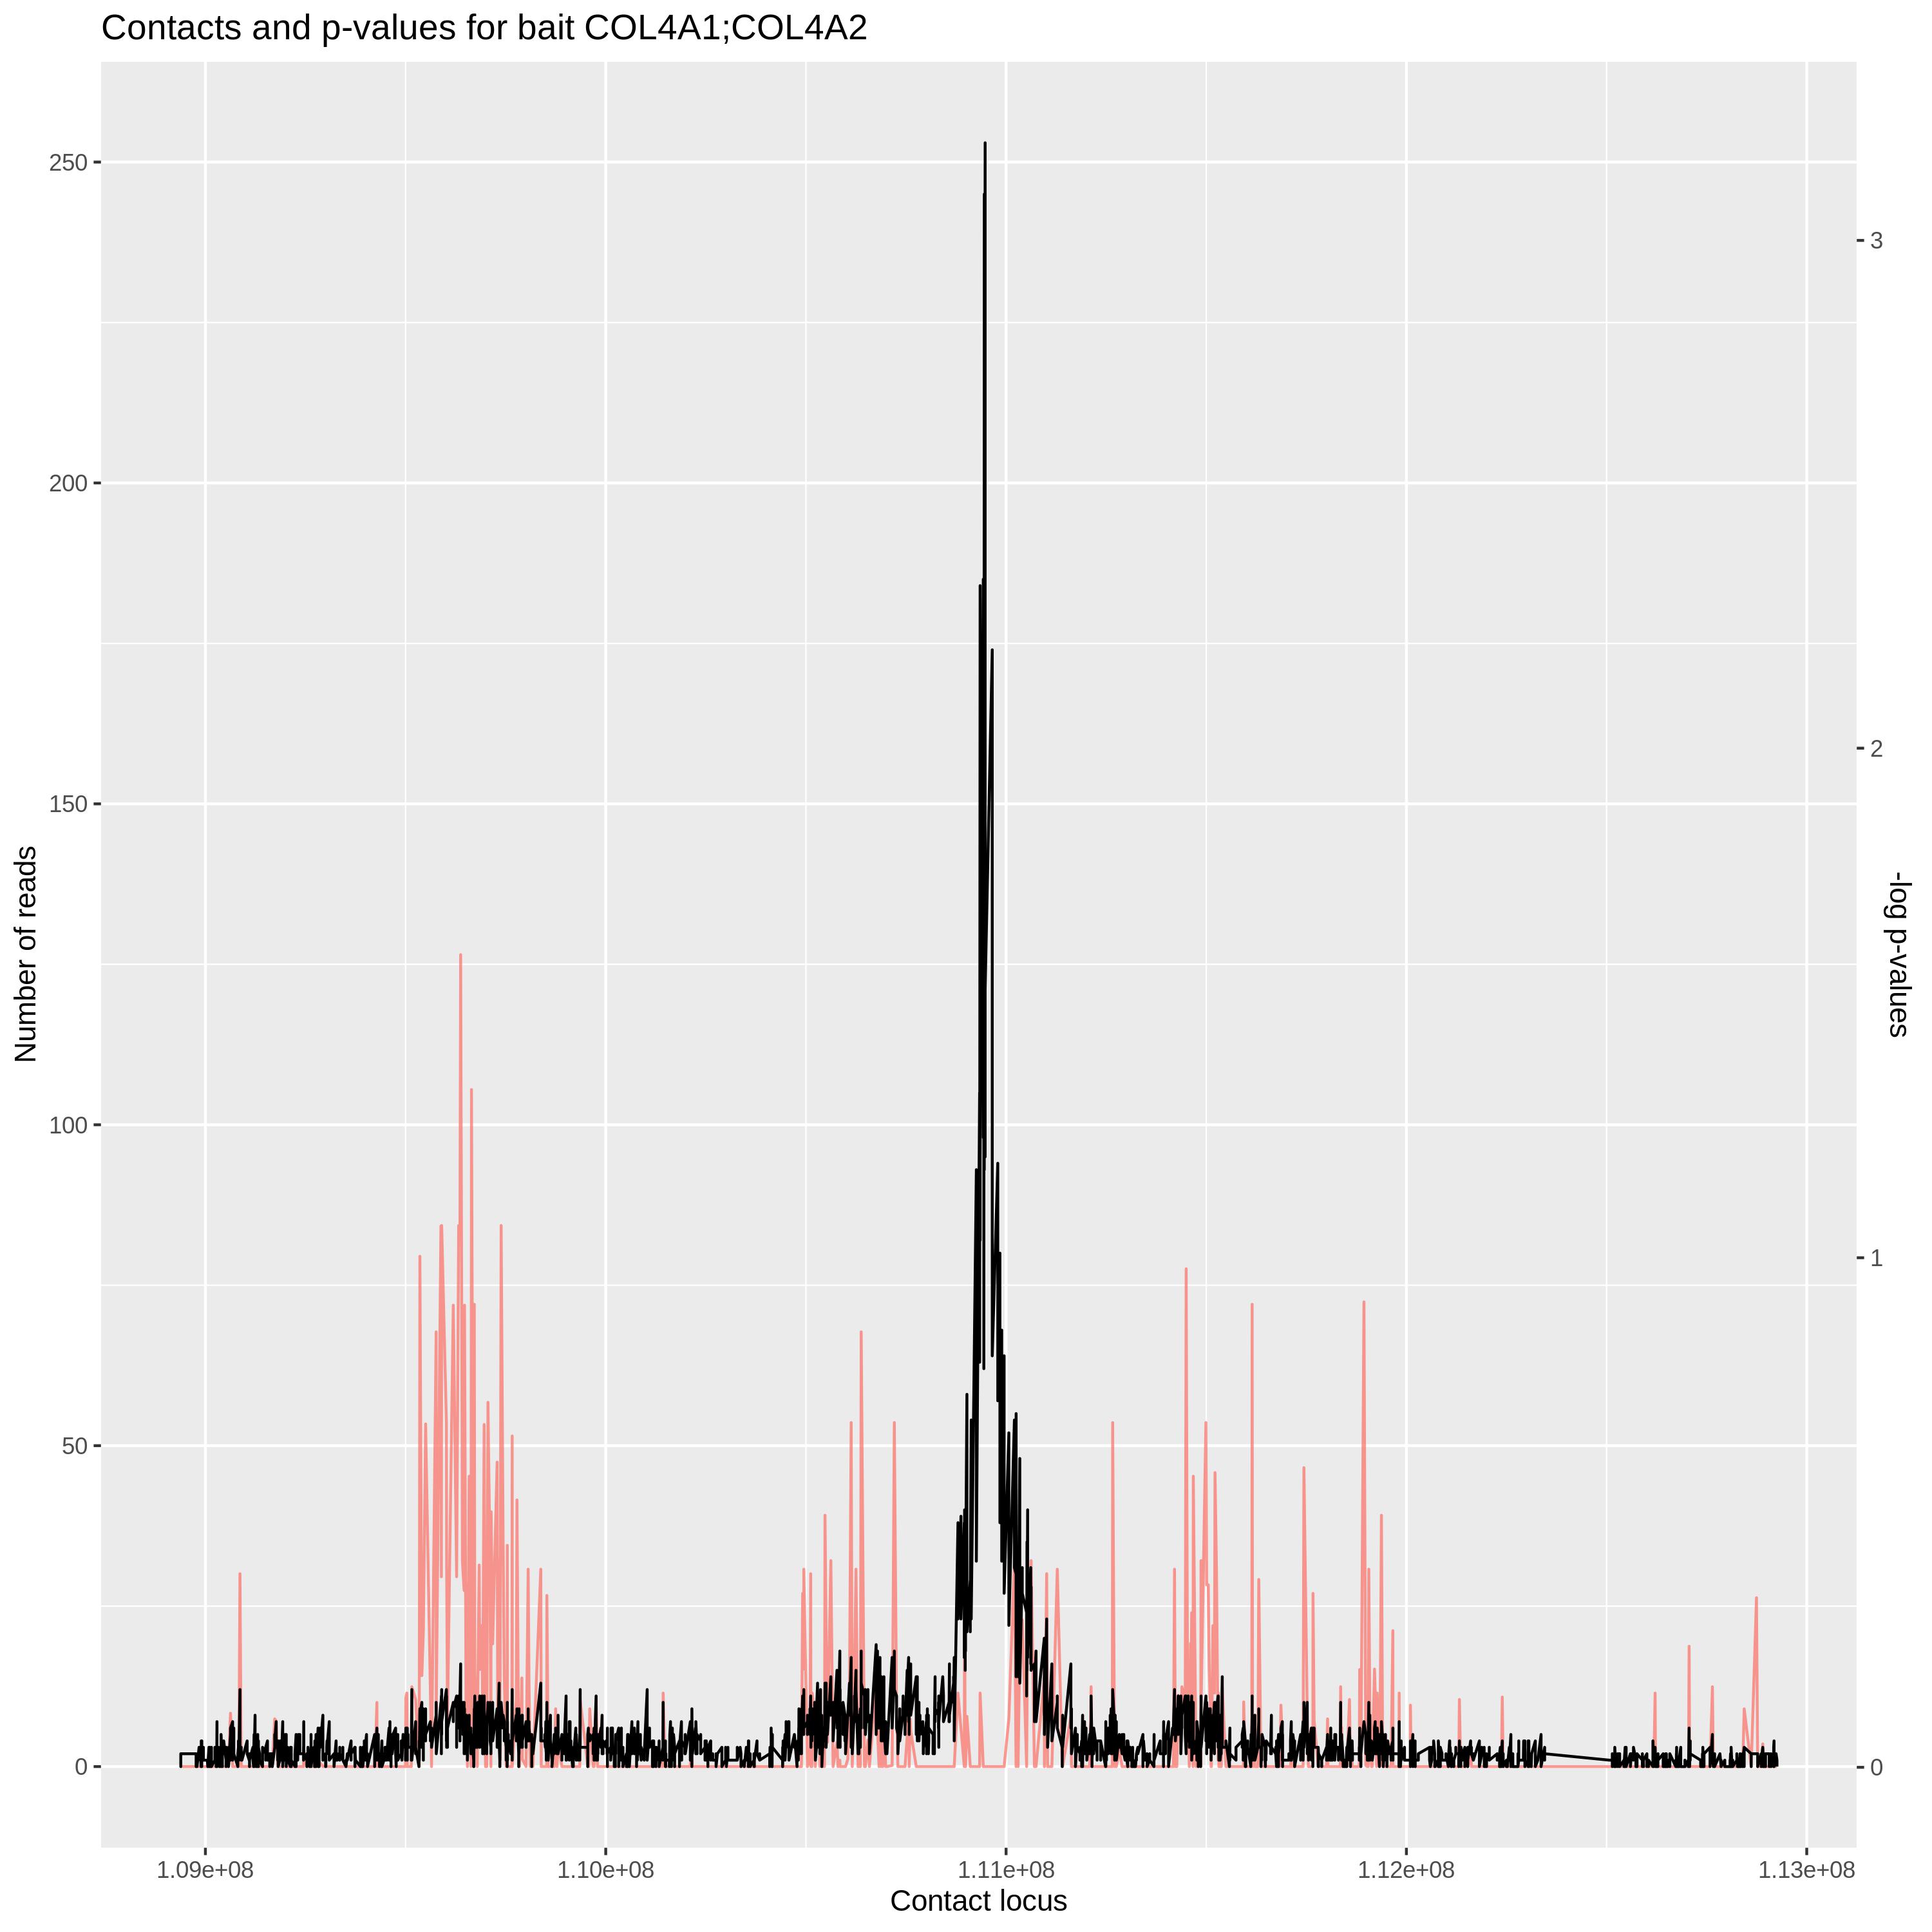 Contacts and p-values for bait COL4A1;COL4A2
250
200
150
100
50
0
Number of reads
3
2
1
0
-log p-values
1.09e+08
1.10e+08
1.11e+08
1.12e+08
1.13e+08
Contact locus